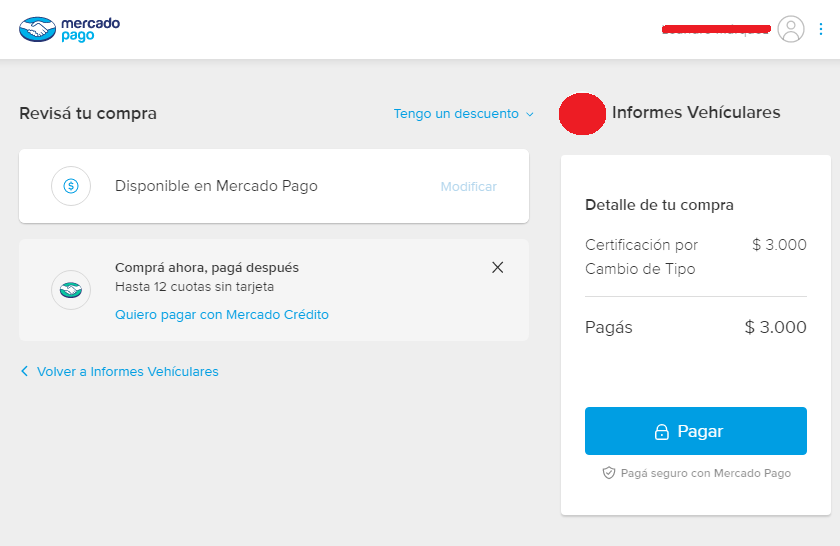 mercado
pago
Revisá tu compra
Tengo un descuento
Informes Vehículares
Disponible en Mercado Pago
Modificar
Comprá ahora, pagá después
Hasta 12 cuotas sin tarjeta
Quiero pagar con Mercado Crédito
Volver a Informes Vehículares
Detalle de tu compra
Certificación por $ 3.000
Cambio de Tipo
Pagás $ 3.000
Pagar
Pagá seguro con Mercado Pago